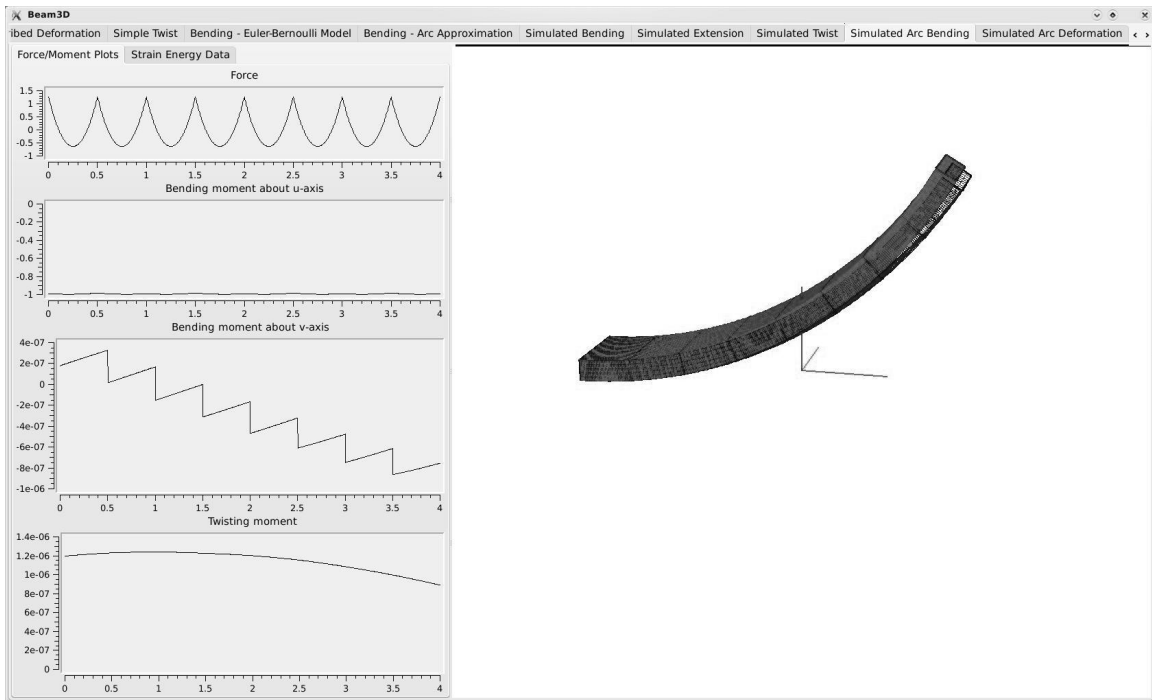 Beam3D
ibed Deformation Simple Twist Bending - Euler-Bernoulli Model Bending - Arc Approximation Simulated Bending Simulated Extension Simulated Twist Simulated Arc Bending Simulated Arc Deformation
Force/Moment Plots Strain Energy Data
Force
1.5
1
0.5
0
-0.5
-1
0 0.5 1 1.5 2 2.5 3 3.5 4
Bending moment about u-axis
0
-0.2
-0.4
-0.6
-0.8
-1
0 0.5 1 1.5 2 2.5 3 3.5 4
Bending moment about v-axis
4e-07
2e-07
0
-2e-07
-4e-07
-6e-07
-8e-07
-1e-06
0 0.5 1 1.5 2 2.5 3 3.5 4
Twisting moment
1.4e-06
1.2e-06
1e-06
8e-07
6e-07
4e-07
2e-07
0
0 0.5 1 1.5 2 2.5 3 3.5 4